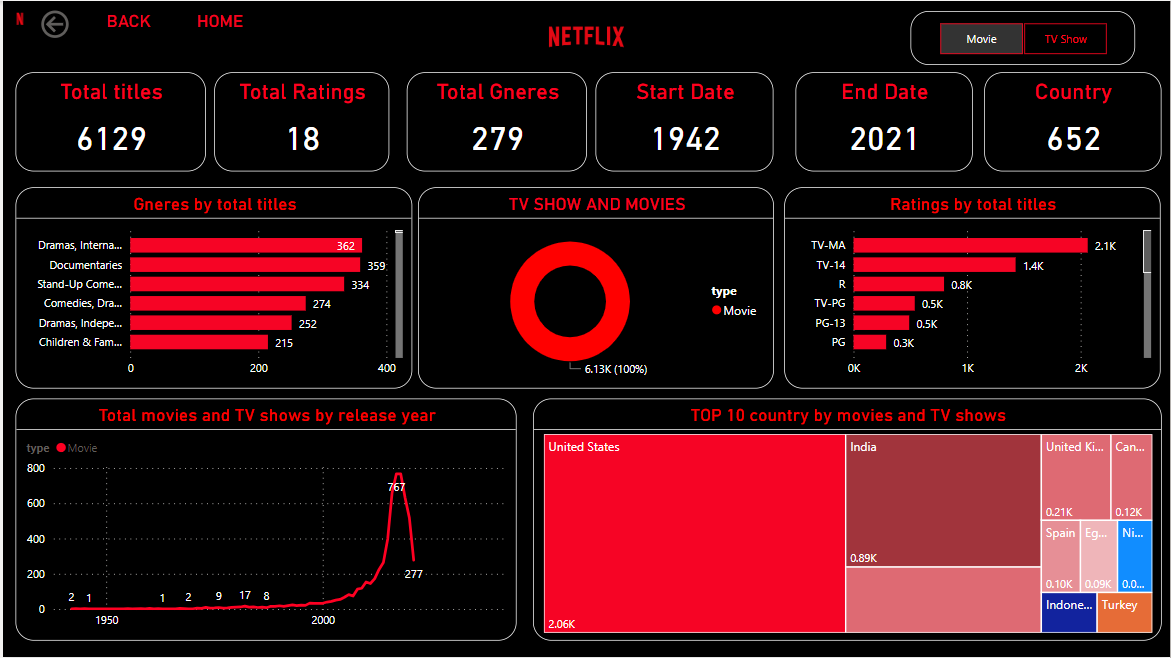 N
BACK
HOME
NETFLIX
Movie
TV Show
Total titles
6129
Total Ratings
18
Total Gneres
279
Start Date
1942
End Date
2021
Country
652
Gneres by total titles
Dramas, Interna... 362
Documentaries 359
Stand-Up Come... 334
Comedies, Dra... 274
Dramas, Indepe... 252
Children & Fam... 215
0 200 400
TV SHOW AND MOVIES
type
Movie
6.13K (100%)
Ratings by total titles
TV-MA 2.1K
TV-14 1.4K
R 0.8K
TV-PG 0.5K
PG-13 0.5K
PG 0.3K
0K 1K 2K
Total movies and TV shows by release year
type Movie
800
600
400
200
0
767
277
2 1 1 2 9 17 8
1950 2000
TOP 10 country by movies and TV shows
United States
2.06K
India
0.89K
United Ki...
0.21K
Can...
0.12K
Spain
0.10K
Eg...
0.09K
Ni...
0.0...
Indone...
Turkey